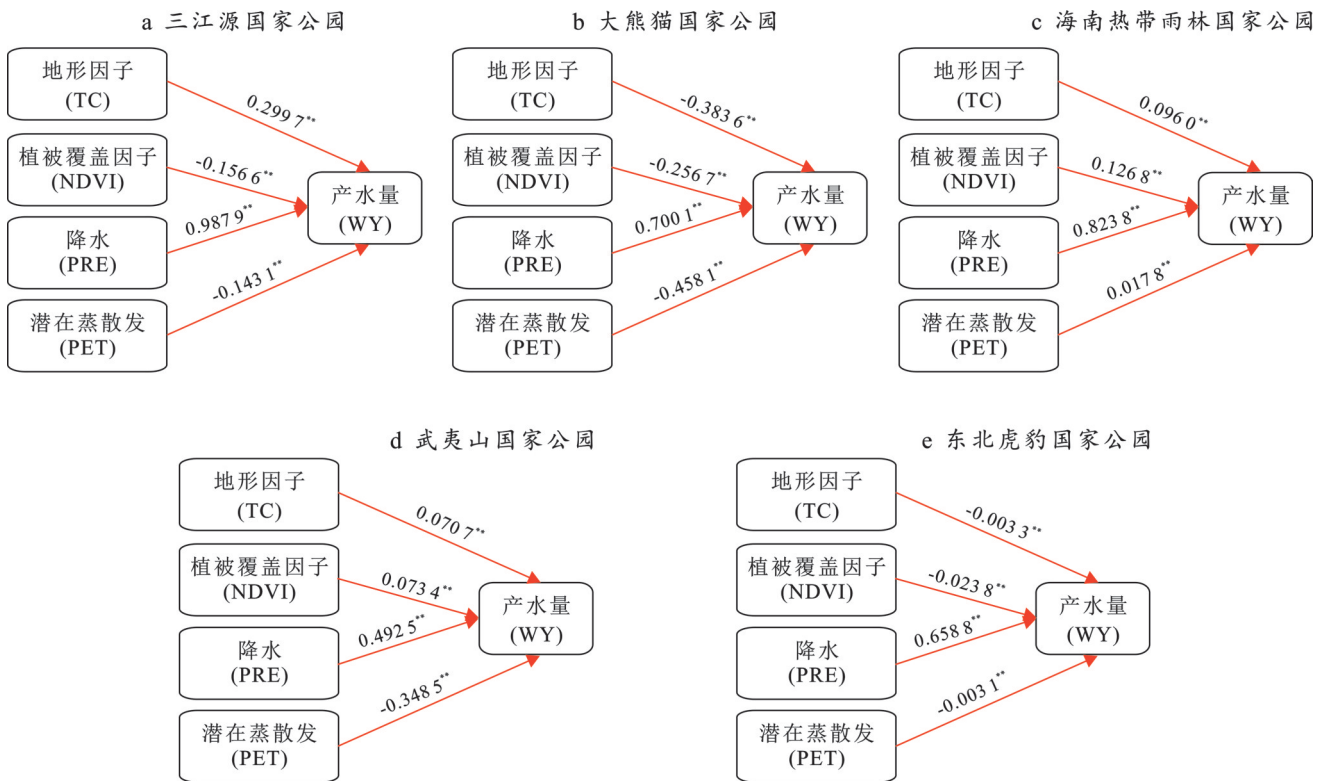 a 三江源国家公园
地形因子
(TC)
植被覆盖因子
(NDVI)
降水
(PRE)
潜在蒸散发
(PET)
0.299 7**
-0.156 6**
0.987 9**
-0.143 1**
产水量
(WY)
b 大熊猫国家公园
地形因子
(TC)
植被覆盖因子
(NDVI)
降水
(PRE)
潜在蒸散发
(PET)
-0.383 6**
-0.256 7**
0.700 1**
-0.458 1**
产水量
(WY)
c 海南热带雨林国家公园
地形因子
(TC)
植被覆盖因子
(NDVI)
降水
(PRE)
潜在蒸散发
(PET)
0.096 0**
0.126 8**
0.823 8**
0.017 8**
产水量
(WY)
d 武夷山国家公园
地形因子
(TC)
植被覆盖因子
(NDVI)
降水
(PRE)
潜在蒸散发
(PET)
0.070 7**
0.073 4**
0.492 5**
-0.348 5**
产水量
(WY)
e 东北虎豹国家公园
地形因子
(TC)
植被覆盖因子
(NDVI)
降水
(PRE)
潜在蒸散发
(PET)
-0.003 3**
-0.023 8**
0.658 8**
-0.003 1**
产水量
(WY)